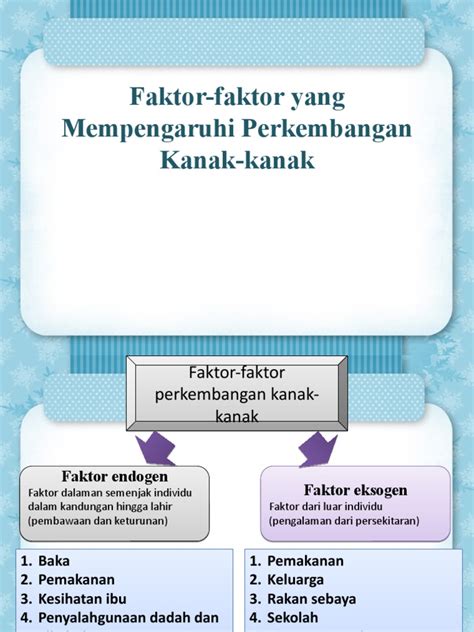 Faktor-faktor yang
Mempengaruhi Perkembangan
Kanak-kanak
Faktor-faktor
perkembangan kanak-
kanak
Faktor endogen
Faktor dalaman semenjak individu
dalam kandungan hingga lahir
(pembawaan dan keturunan)
Faktor eksogen
Faktor dari luar individu
(pengalaman dari persekitaran)
1. Baka
2. Pemakanan
3. Kesihatan ibu
4. Penyalahgunaan dadah dan
1. Pemakanan
2. Keluarga
3. Rakan sebaya
4. Sekolah